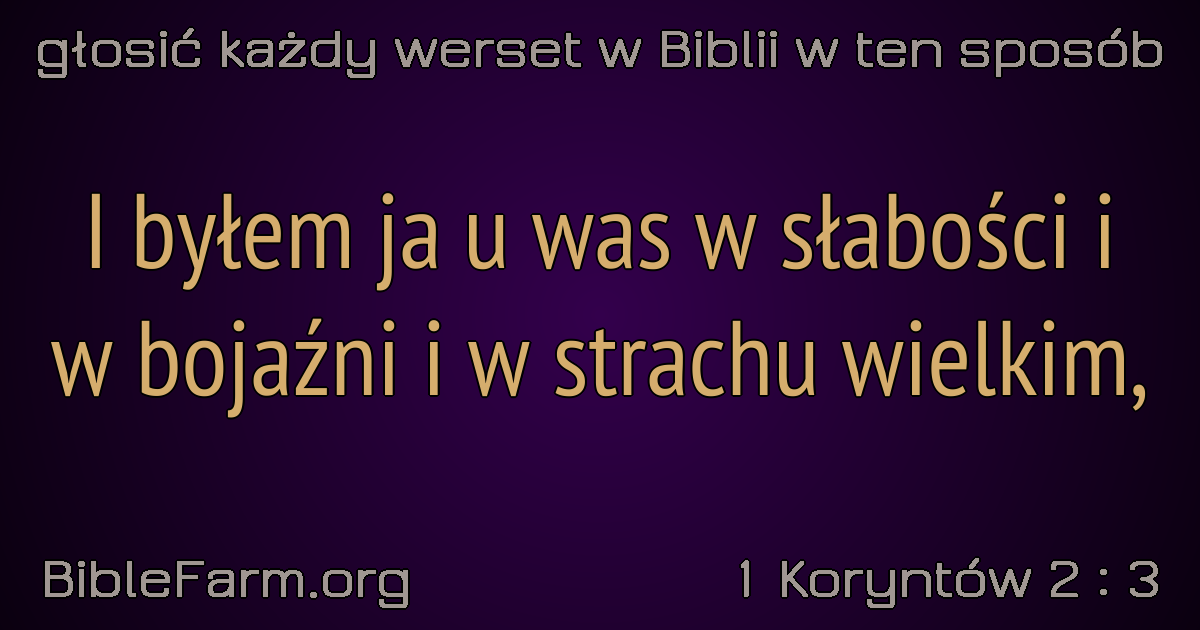 głosić każdy werset w Biblii w ten sposób
I byłem ja u was w słabości i
w bojaźni i w strachu wielkim,
BibleFarm.org
1 Koryntów 2 : 3